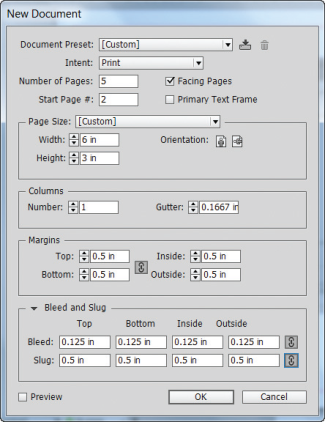 New Document
Document Preset: [Custom]
Intent: Print
Number of Pages: 5 Facing Pages
Start Page #: 2 Primary Text Frame
Page Size: [Custom]
Width: 6 in Orientation:
Height: 3 in
Columns
Number: 1 Gutter: 0.1667 in
Margins
Top: 0.5 in Inside: 0.5 in
Bottom: 0.5 in Outside: 0.5 in
Bleed and Slug
Top Bottom Inside Outside
Bleed: 0.125 in 0.125 in 0.125 in 0.125 in
Slug: 0.5 in 0.5 in 0.5 in 0.5 in
Preview OK Cancel